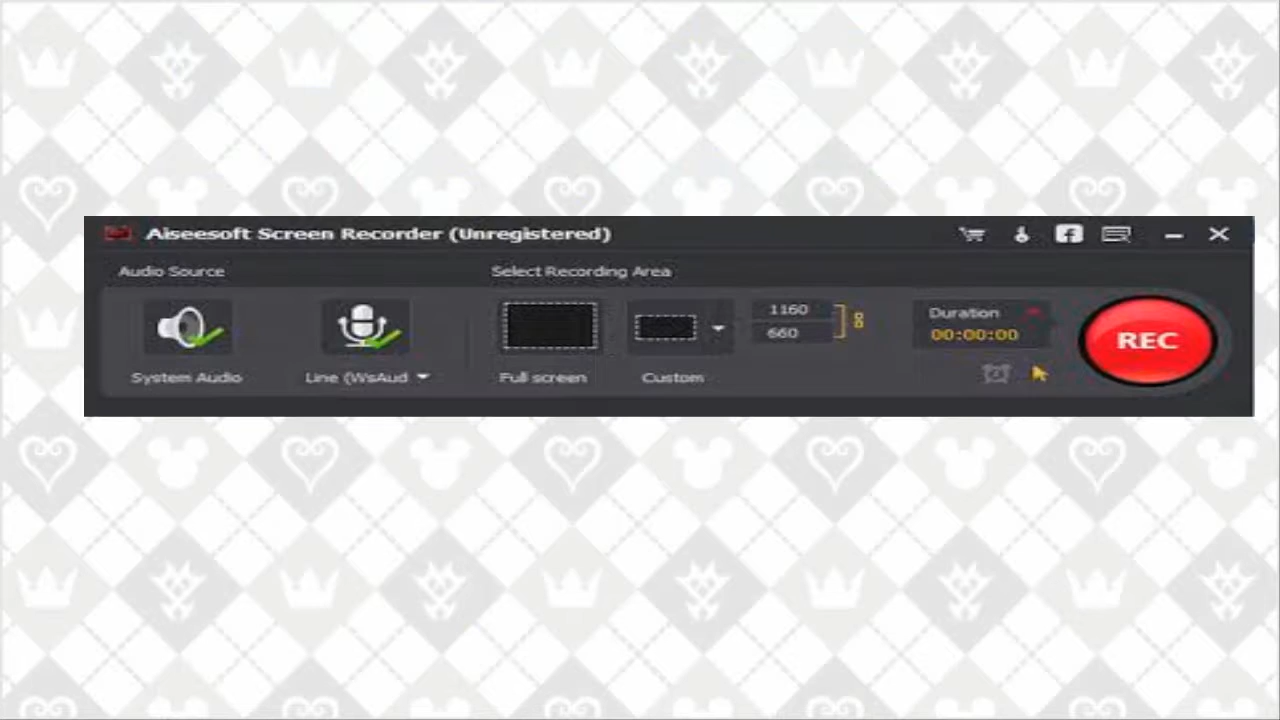 Aiseesoft Screen Recorder (Unregistered)
Audio Source
Select Recording Area
1160
660
Duration
00:00:00
REC
System Audio
Line (WsAud
Full screen
Custom